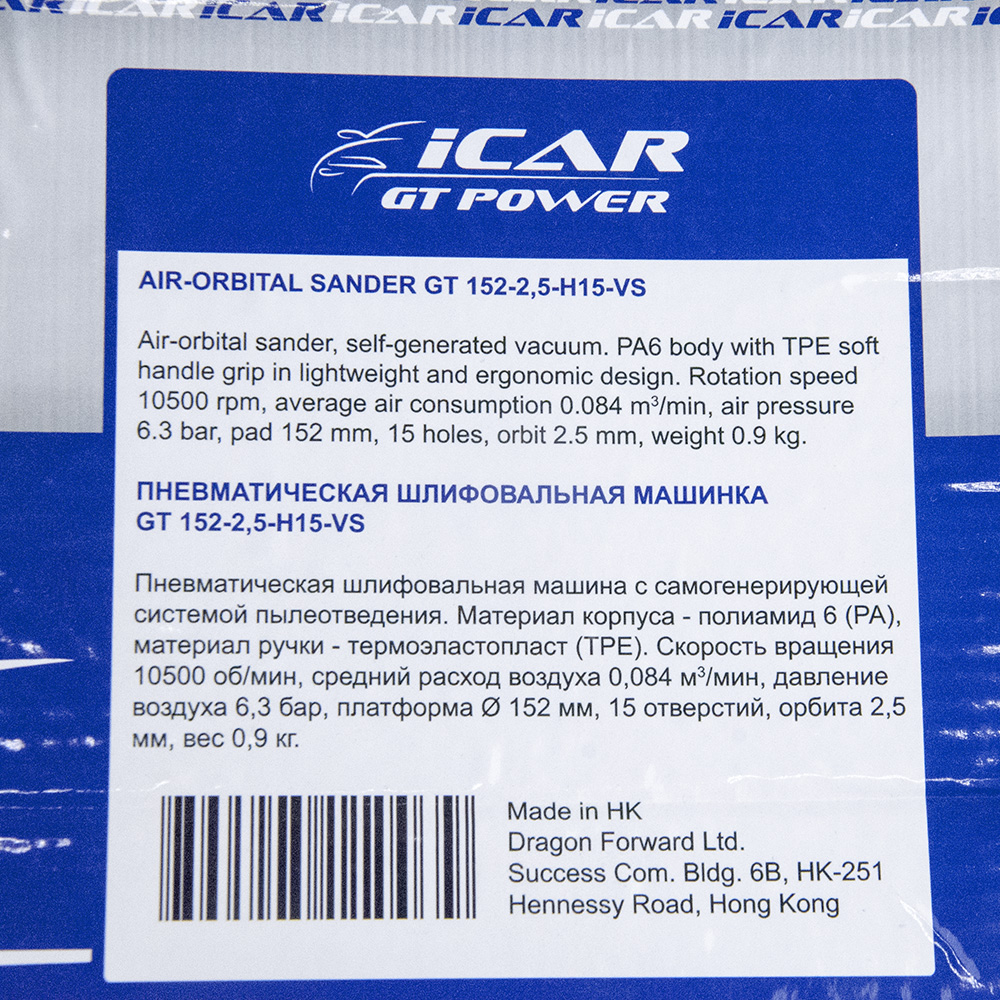 iCAR iCAR iCAR iCAR iCAR iCAR
iCAR
GT POWER
AIR-ORBITAL SANDER GT 152-2,5-H15-VS
Air-orbital sander, self-generated vacuum. PA6 body with TPE soft
handle grip in lightweight and ergonomic design. Rotation speed
10500 rpm, average air consumption 0.084 m³/min, air pressure
6.3 bar, pad 152 mm, 15 holes, orbit 2.5 mm, weight 0.9 kg.
ПНЕВМАТИЧЕСКАЯ ШЛИФОВАЛЬНАЯ МАШИНКА
GT 152-2,5-H15-VS
Пневматическая шлифовальная машина с самогенерирующей
системой пылеотведения. Материал корпуса - полиамид 6 (PA),
материал ручки - термоэластопласт (TPE). Скорость вращения
10500 об/мин, средний расход воздуха 0,084 м³/мин, давление
воздуха 6,3 бар, платформа Ø 152 мм, 15 отверстий, орбита 2,5
мм, вес 0,9 кг.
Made in HK
Dragon Forward Ltd.
Success Com. Bldg. 6B, HK-251
Hennessy Road, Hong Kong